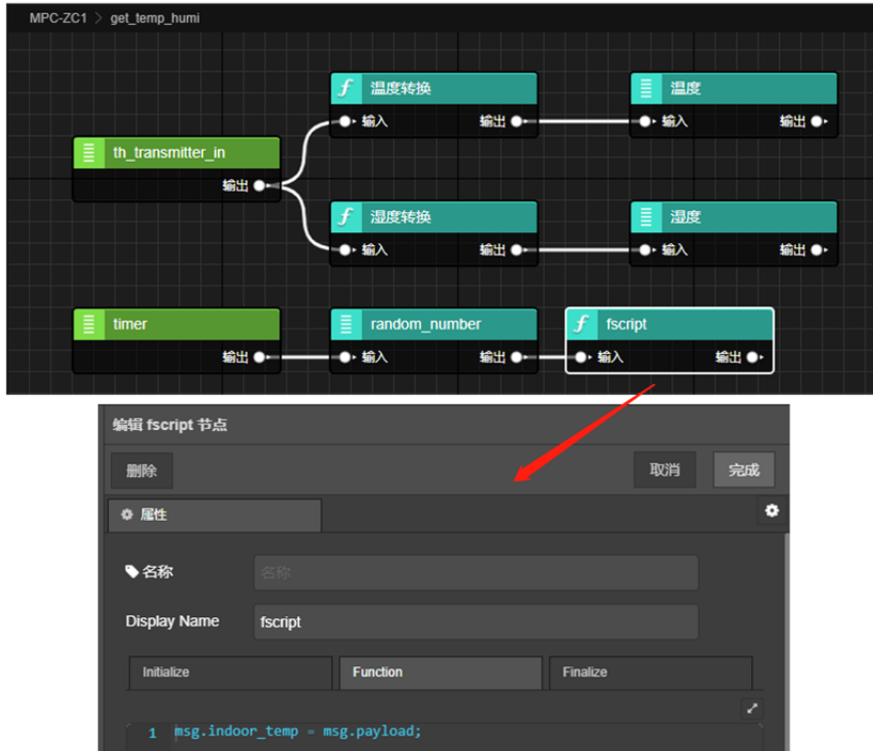 MPC-ZC1 > get_temp_humi
温度转换
温度
输入 输出
输入 输出
th_transmitter_in
输出
湿度转换
湿度
输入 输出
输入 输出
timer
random_number
fscript
输出
输入 输出
输入 输出
编辑 fscript 节点
删除
取消
完成
属性
名称
名称
Display Name
fscript
Initialize
Function
Finalize
1 msg.indoor_temp = msg.payload;